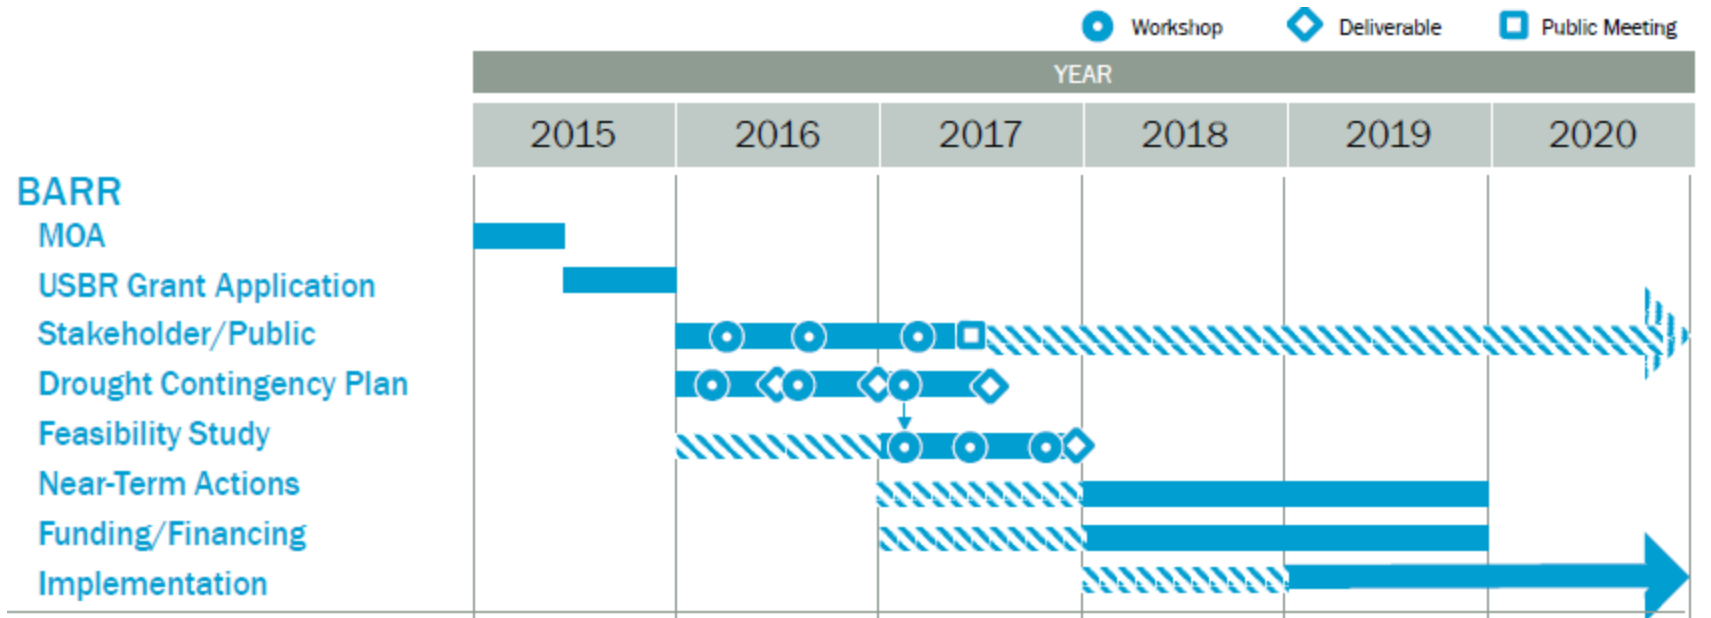 Workshop Deliverable Public Meeting
YEAR
2015 2016 2017 2018 2019 2020
BARR
MOA
USBR Grant Application
Stakeholder/Public
Drought Contingency Plan
Feasibility Study
Near-Term Actions
Funding/Financing
Implementation